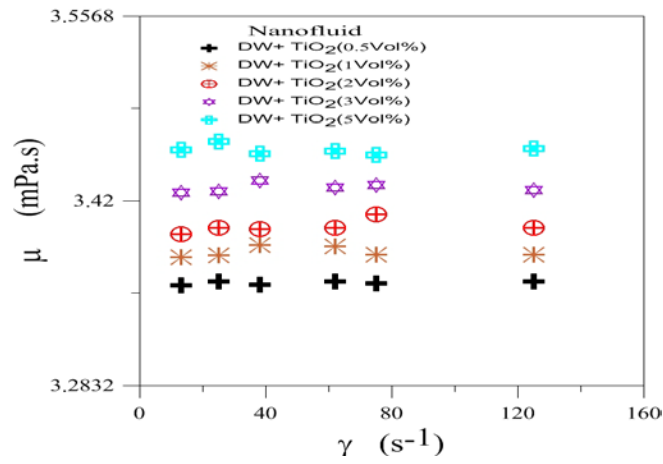 3.5568
Nanofluid
DW+ TiO2(0.5Vol%)
DW+ TiO2(1Vol%)
DW+ TiO2(2Vol%)
DW+ TiO2(3Vol%)
DW+ TiO2(5Vol%)
3.42
μ (mPa.s)
3.2832
0 40 80 120 160
γ (s-1)